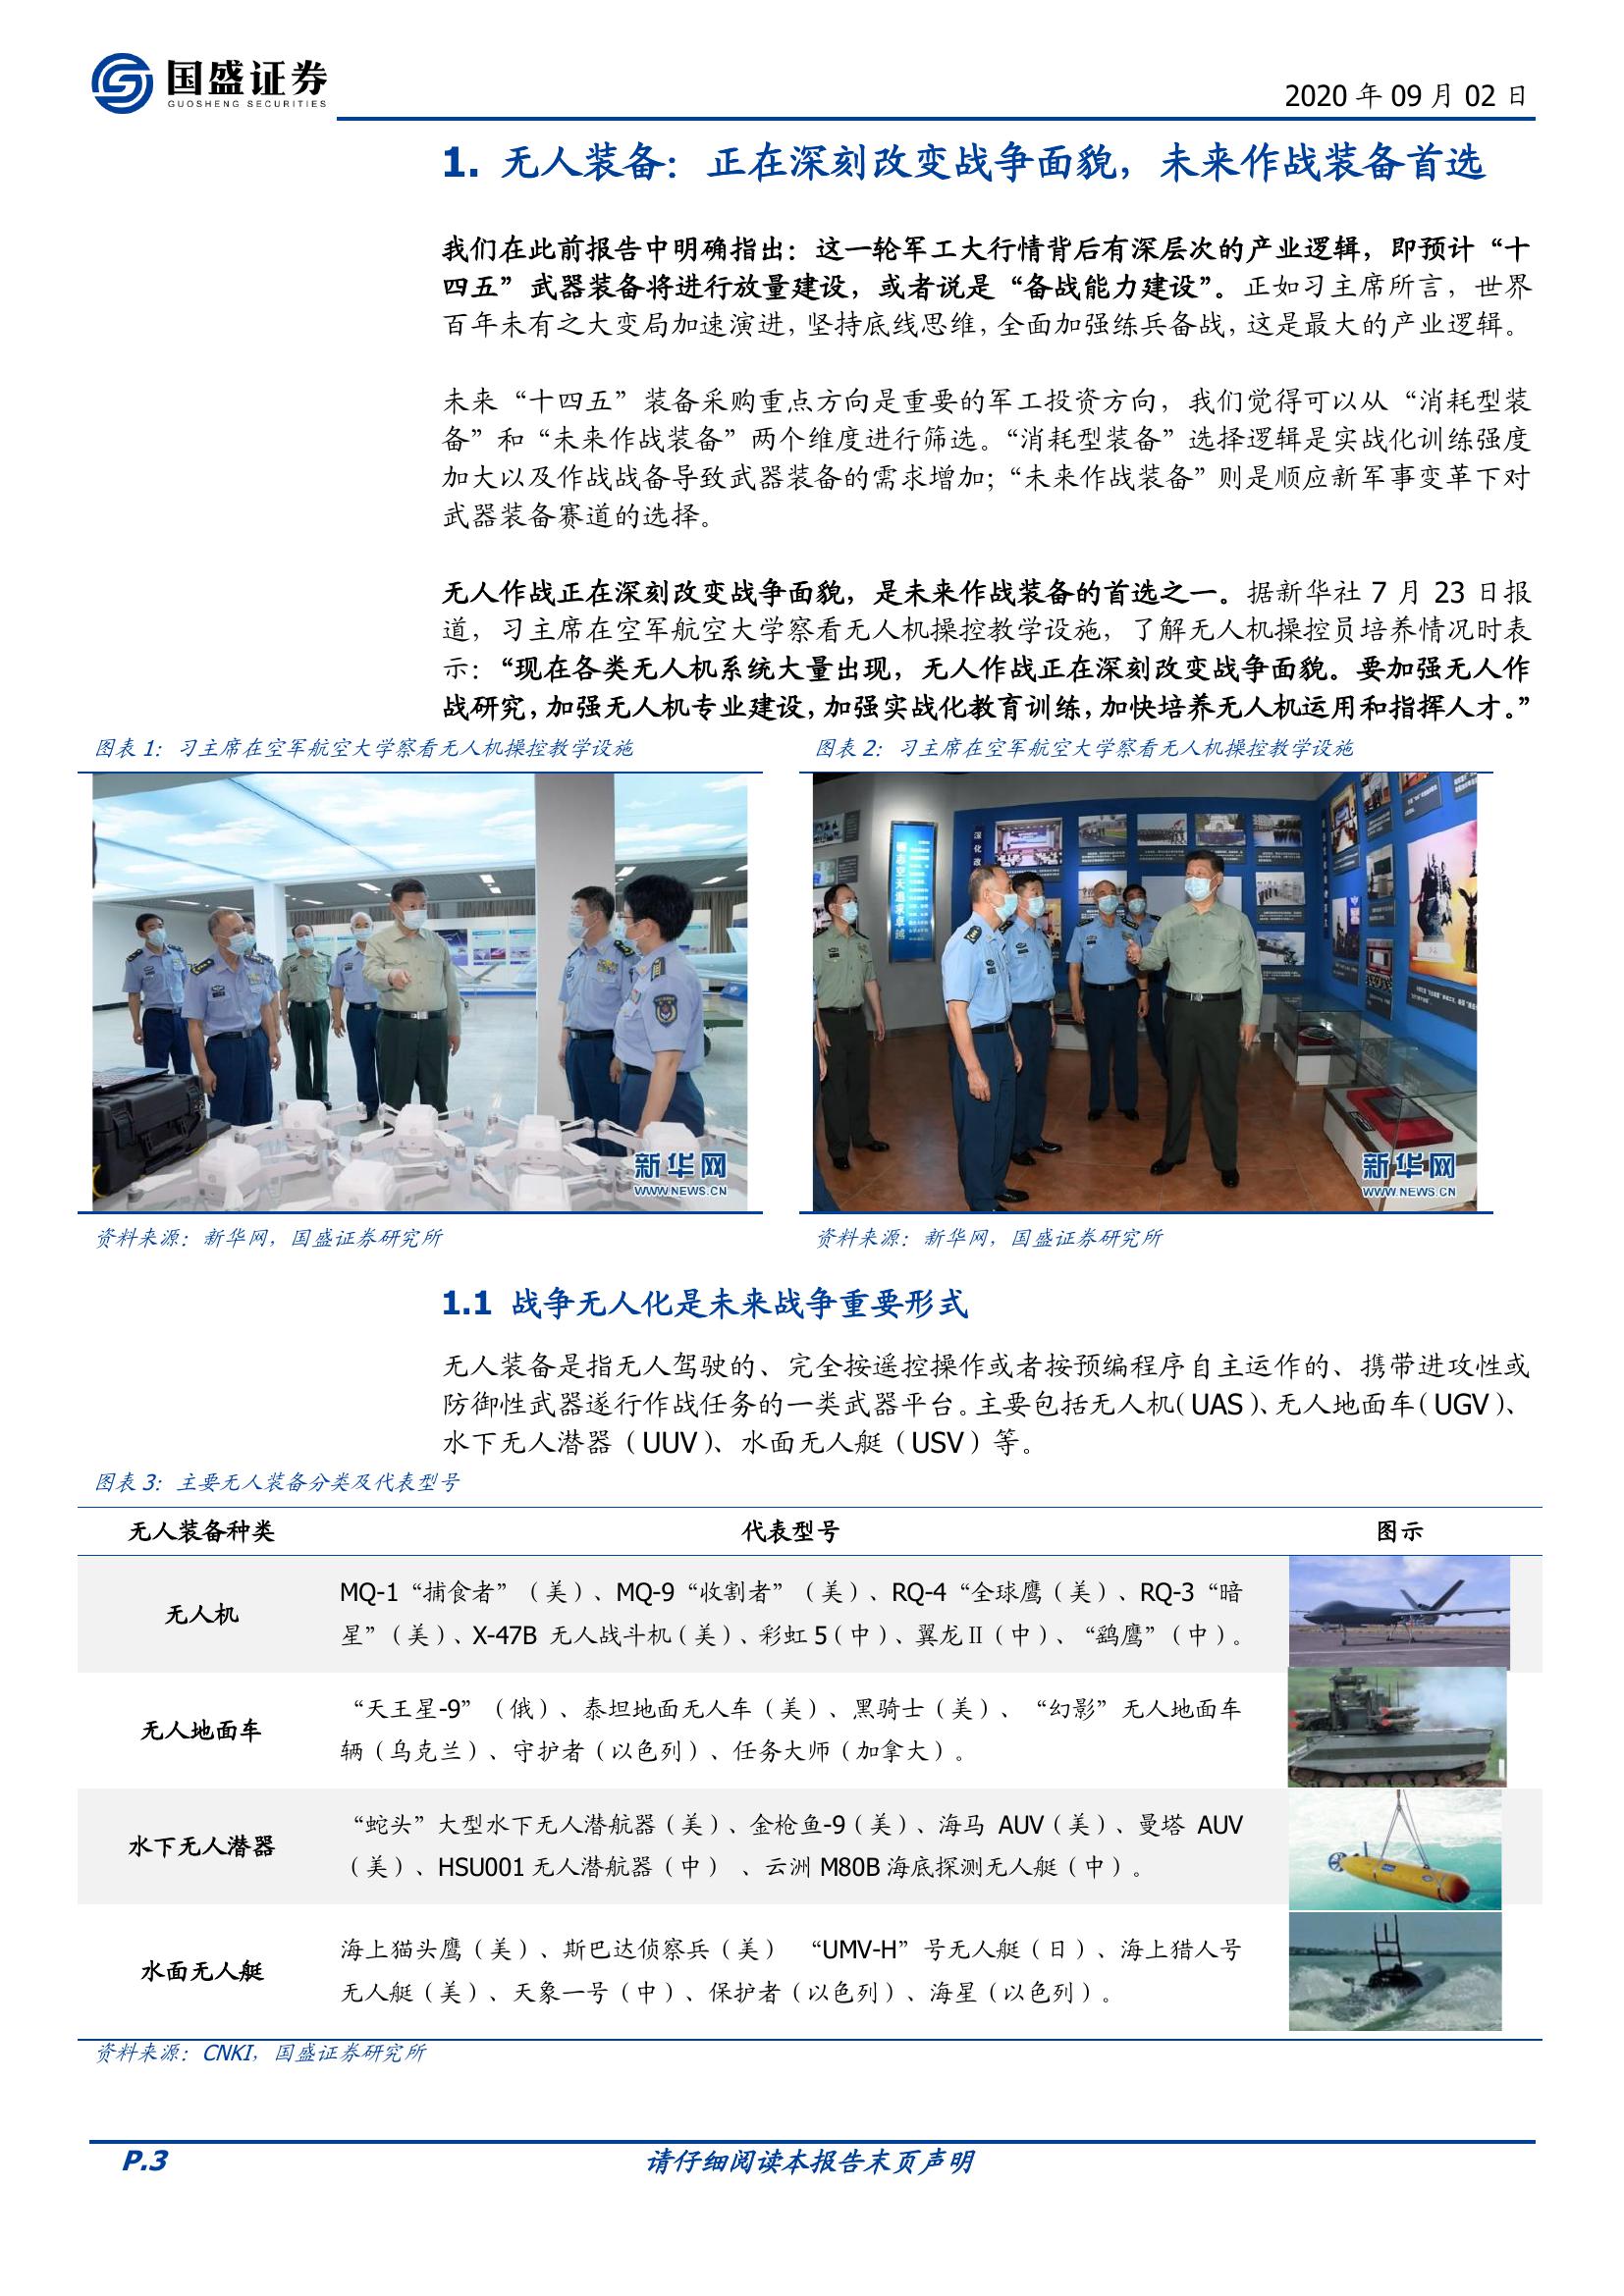 国盛证券
GUOSHENG SECURITIES
2020 年 09 月 02 日
1. 无人装备：正在深刻改变战争面貌，未来作战装备首选
我们在此前报告中明确指出：这一轮军工大行情背后有深层次的产业逻辑，即预计“十
四五”武器装备将进行放量建设，或者说是“备战能力建设”。正如习主席所言，世界
百年未有之大变局加速演进，坚持底线思维，全面加强练兵备战，这是最大的产业逻辑。
未来“十四五”装备采购重点方向是重要的军工投资方向，我们觉得可以从“消耗型装
备”和“未来作战装备”两个维度进行筛选。“消耗型装备”选择逻辑是实战化训练强度
加大以及作战战备导致武器装备的需求增加；“未来作战装备”则是顺应新军事变革下对
武器装备赛道的选择。
无人作战正在深刻改变战争面貌，是未来作战装备的首选之一。据新华社 7 月 23 日报
道，习主席在空军航空大学察看无人机操控教学设施，了解无人机操控员培养情况时表
示：“现在各类无人机系统大量出现，无人作战正在深刻改变战争面貌。要加强无人作
战研究，加强无人机专业建设，加强实战化教育训练，加快培养无人机运用和指挥人才。”
图表 1：习主席在空军航空大学察看无人机操控教学设施
图表 2：习主席在空军航空大学察看无人机操控教学设施
新华网
WWW.NEWS.CN
深化改
砺志空天追求卓越
新华网
WWW.NEWS.CN
资料来源：新华网，国盛证券研究所
资料来源：新华网，国盛证券研究所
1.1 战争无人化是未来战争重要形式
无人装备是指无人驾驶的、完全按遥控操作或者按预编程序自主运作的、携带进攻性或
防御性武器遂行作战任务的一类武器平台。主要包括无人机（UAS）、无人地面车（UGV）、
水下无人潜器（UUV）、水面无人艇（USV）等。
图表 3：主要无人装备分类及代表型号
无人装备种类 代表型号 图示
无人机
MQ-1“捕食者”（美）、MQ-9“收割者”（美）、RQ-4“全球鹰（美）、RQ-3“暗
星”（美）、X-47B 无人战斗机（美）、彩虹 5（中）、翼龙Ⅱ（中）、“鹞鹰”（中）。
无人地面车
“天王星-9”（俄）、泰坦地面无人车（美）、黑骑士（美）、“幻影”无人地面车
辆（乌克兰）、守护者（以色列）、任务大师（加拿大）。
水下无人潜器
“蛇头”大型水下无人潜航器（美）、金枪鱼-9（美）、海马 AUV（美）、曼塔 AUV
（美）、HSU001 无人潜航器（中） 、云洲 M80B 海底探测无人艇（中）。
水面无人艇
海上猫头鹰（美）、斯巴达侦察兵（美） “UMV-H”号无人艇（日）、海上猎人号
无人艇（美）、天象一号（中）、保护者（以色列）、海星（以色列）。
资料来源：CNKI，国盛证券研究所
P.3
请仔细阅读本报告末页声明